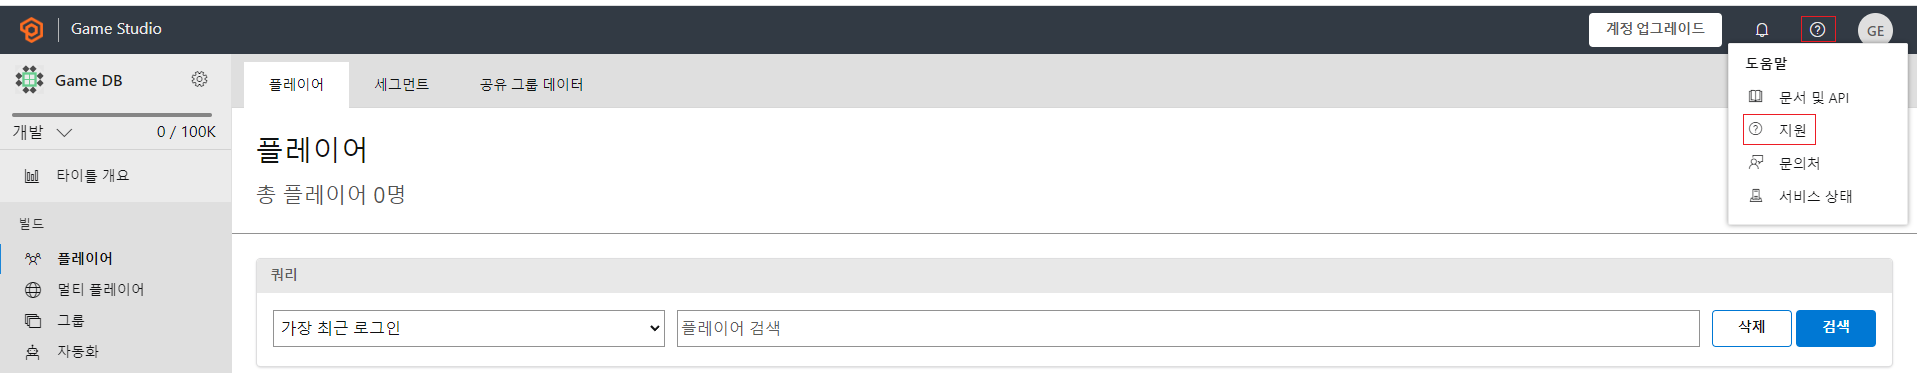 Game Studio
계정 업그레이드
GE
Game DB
개발
0 / 100K
타이틀 개요
빌드
플레이어
멀티 플레이어
그룹
자동화
플레이어
세그먼트
공유 그룹 데이터
플레이어
총 플레이어 0명
쿼리
가장 최근 로그인
플레이어 검색
삭제
검색
도움말
문서 및 API
지원
문의처
서비스 상태